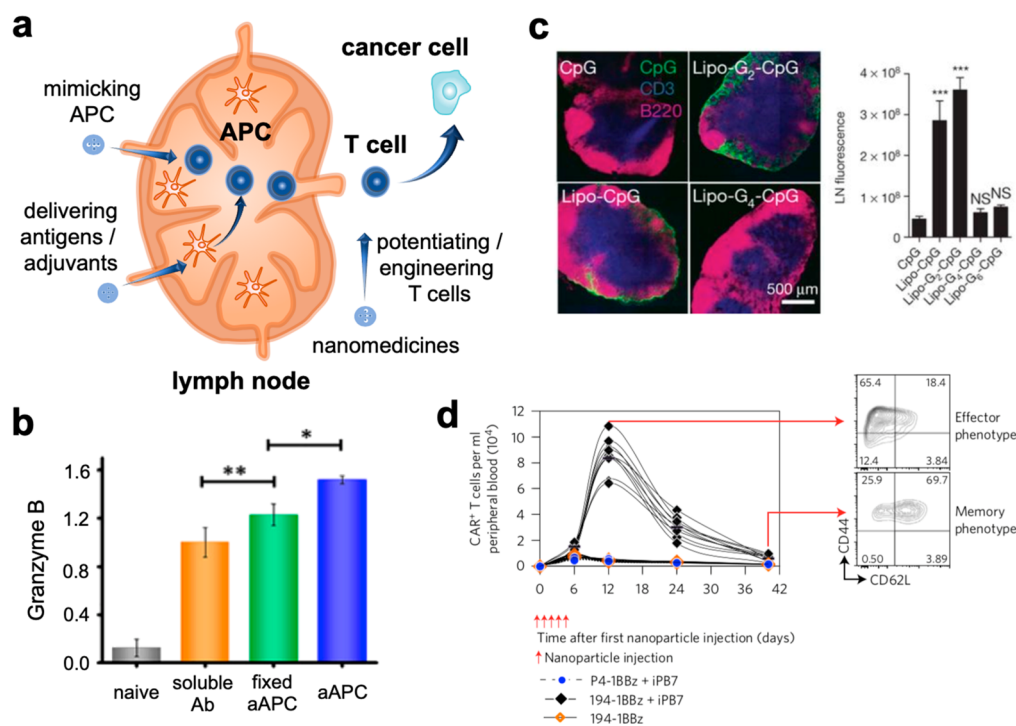 a
cancer cell
mimicking
APC
APC
T cell
delivering
antigens /
adjuvants
potentiating /
engineering
T cells
nanomedicines
lymph node
b
Granzyme B
1.6
1.2
0.8
0.4
0.0
**
*
naive
soluble
Ab
fixed
aAPC
aAPC
c
CpG
CpG
CD3
B220
Lipo-G2-CpG
Lipo-CpG
Lipo-G4-CpG
500 μm
LN fluorescence
4 × 10⁸
3 × 10⁸
2 × 10⁸
1 × 10⁸
0
***
***
NS
NS
CpG
Lipo-CpG
Lipo-G2-CpG
Lipo-G4-CpG
Lipo-G6-CpG
d
CAR⁺ T cells per ml
peripheral blood (10⁴)
12
10
8
6
4
2
0
0 6 12 18 24 30 36 42
Time after first nanoparticle injection (days)
Nanoparticle injection
P4-1BBz + iPB7
194-1BBz + iPB7
194-1BBz
65.4 18.4
12.4 3.84
Effector
phenotype
25.9 69.7
0.50 3.89
Memory
phenotype
CD44
CD62L